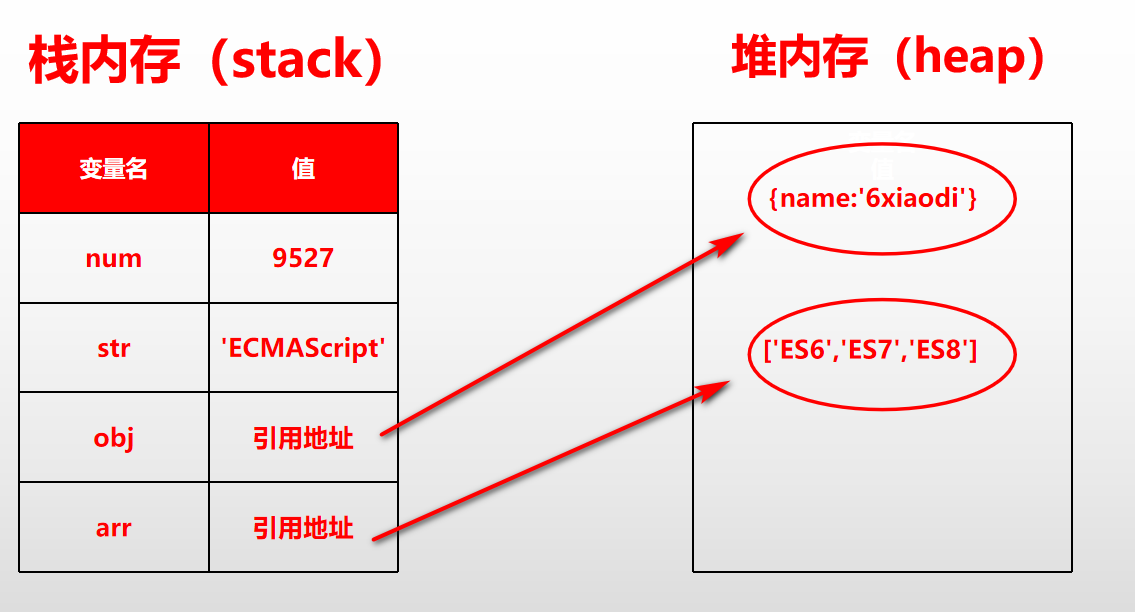 栈内存（stack）
堆内存（heap）
变量名 值
num 9527
str 'ECMAScript'
obj 引用地址
arr 引用地址
值
{name:'6xiaodi'}
['ES6','ES7','ES8']